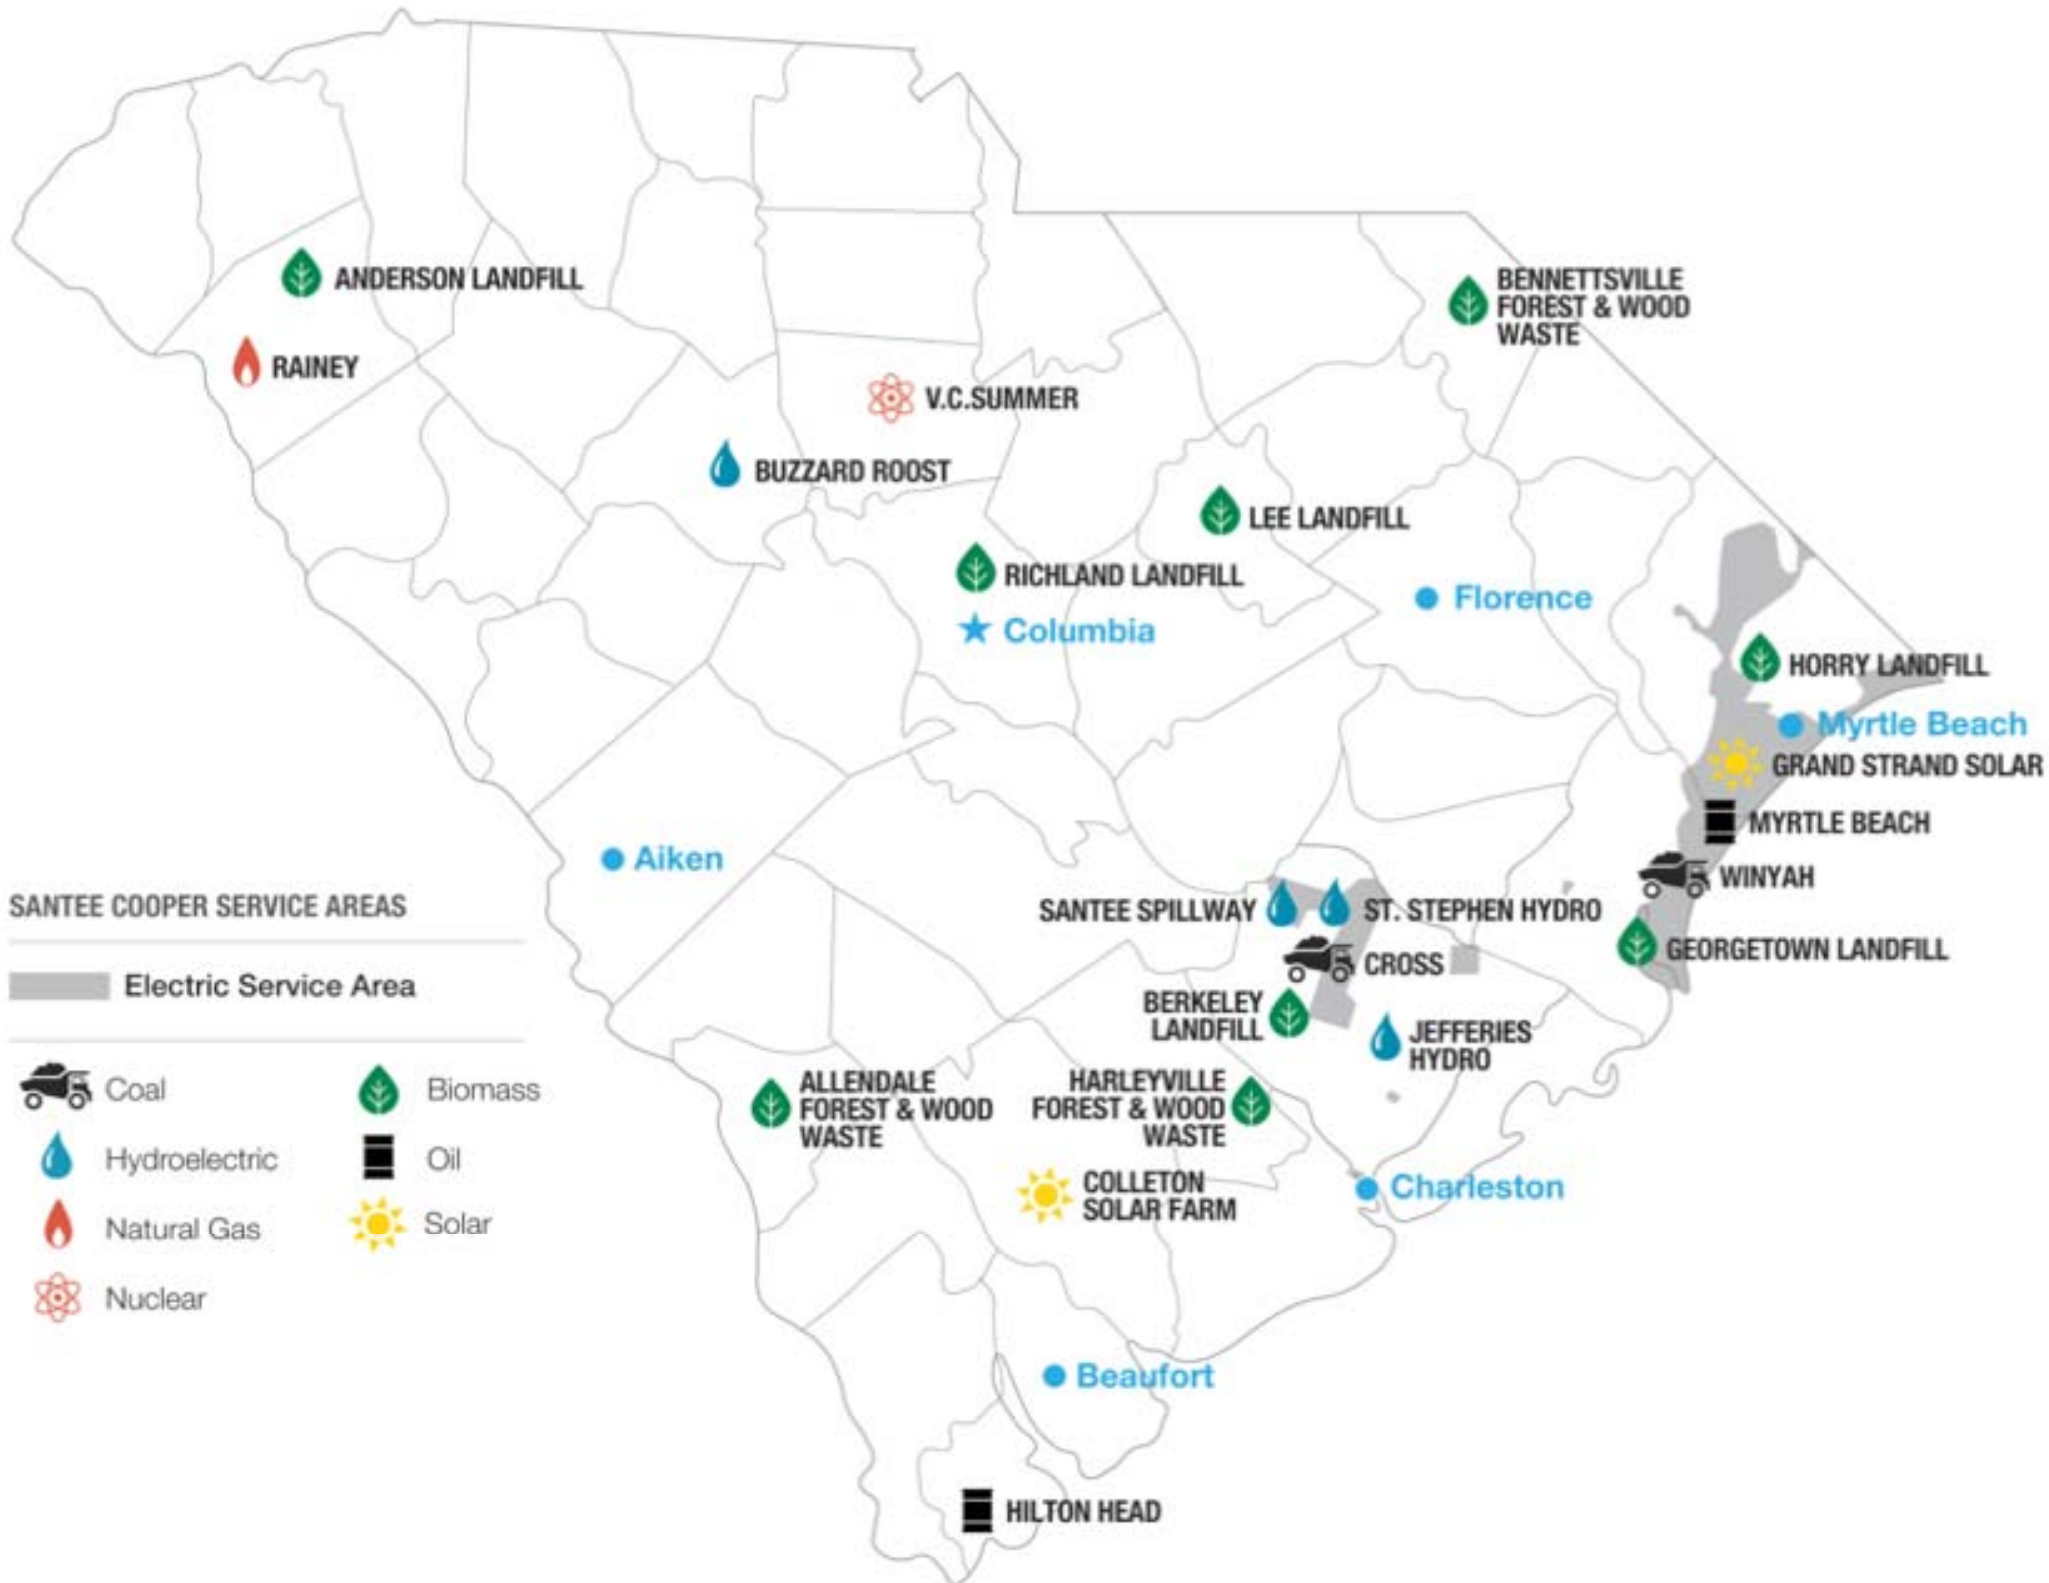 ANDERSON LANDFILL
BENNETTSVILLE
FOREST & WOOD
WASTE
RAINEY
V.C.SUMMER
BUZZARD ROOST
LEE LANDFILL
RICHLAND LANDFILL
Florence
Columbia
HORRY LANDFILL
Myrtle Beach
GRAND STRAND SOLAR
MYRTLE BEACH
Aiken
WINYAH
SANTEE SPILLWAY
ST. STEPHEN HYDRO
GEORGETOWN LANDFILL
CROSS
BERKELEY
LANDFILL
JEFFERIES
HYDRO
ALLENDALE
FOREST & WOOD
WASTE
HARLEYVILLE
FOREST & WOOD
WASTE
COLLETON
SOLAR FARM
Charleston
Beaufort
HILTON HEAD
SANTEE COOPER SERVICE AREAS
Electric Service Area
Coal
Biomass
Hydroelectric
Oil
Natural Gas
Solar
Nuclear